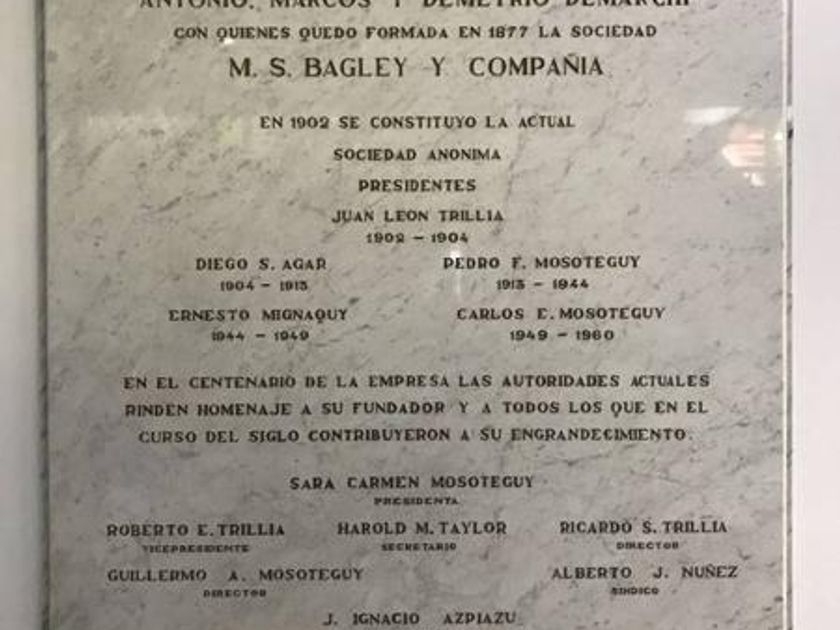 ANTONIO, MARCOS Y DEMETRIO DEMARCHI
CON QUIENES QUEDO FORMADA EN 1877 LA SOCIEDAD
M. S. BAGLEY Y COMPAÑIA
EN 1902 SE CONSTITUYO LA ACTUAL
SOCIEDAD ANONIMA
PRESIDENTES
JUAN LEON TRILLIA
1902 - 1904
DIEGO S. AGAR PEDRO F. MOSOTEGUY
1904 - 1913 1913 - 1944
ERNESTO MIGNAQUY CARLOS E. MOSOTEGUY
1944 - 1949 1949 - 1960
EN EL CENTENARIO DE LA EMPRESA LAS AUTORIDADES ACTUALES
RINDEN HOMENAJE A SU FUNDADOR Y A TODOS LOS QUE EN EL
CURSO DEL SIGLO CONTRIBUYERON A SU ENGRANDECIMIENTO.
SARA CARMEN MOSOTEGUY
PRESIDENTA
ROBERTO E. TRILLIA HAROLD M. TAYLOR RICARDO S. TRILLIA
VICEPRESIDENTE SECRETARIO DIRECTOR
GUILLERMO A. MOSOTEGUY ALBERTO J. NUÑEZ
DIRECTOR SINDICO
J. IGNACIO AZPIAZU